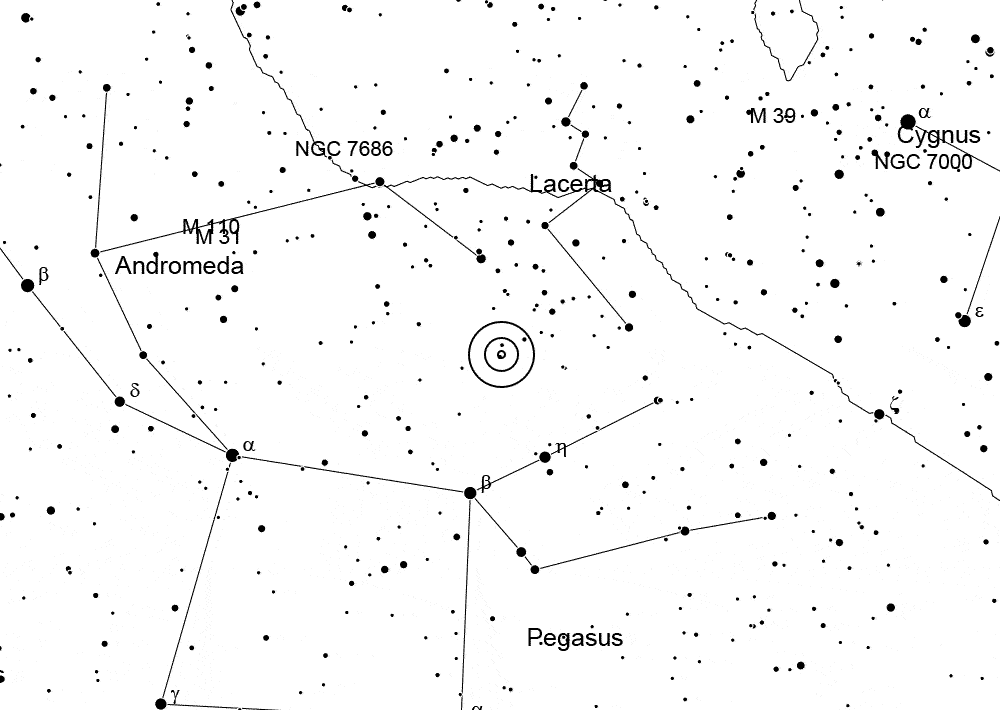 M 39
α
Cygnus
NGC 7686
NGC 7000
Lacerta
M 110
M 31
Andromeda
β
ε
δ
ζ
α
η
β
Pegasus
γ
α